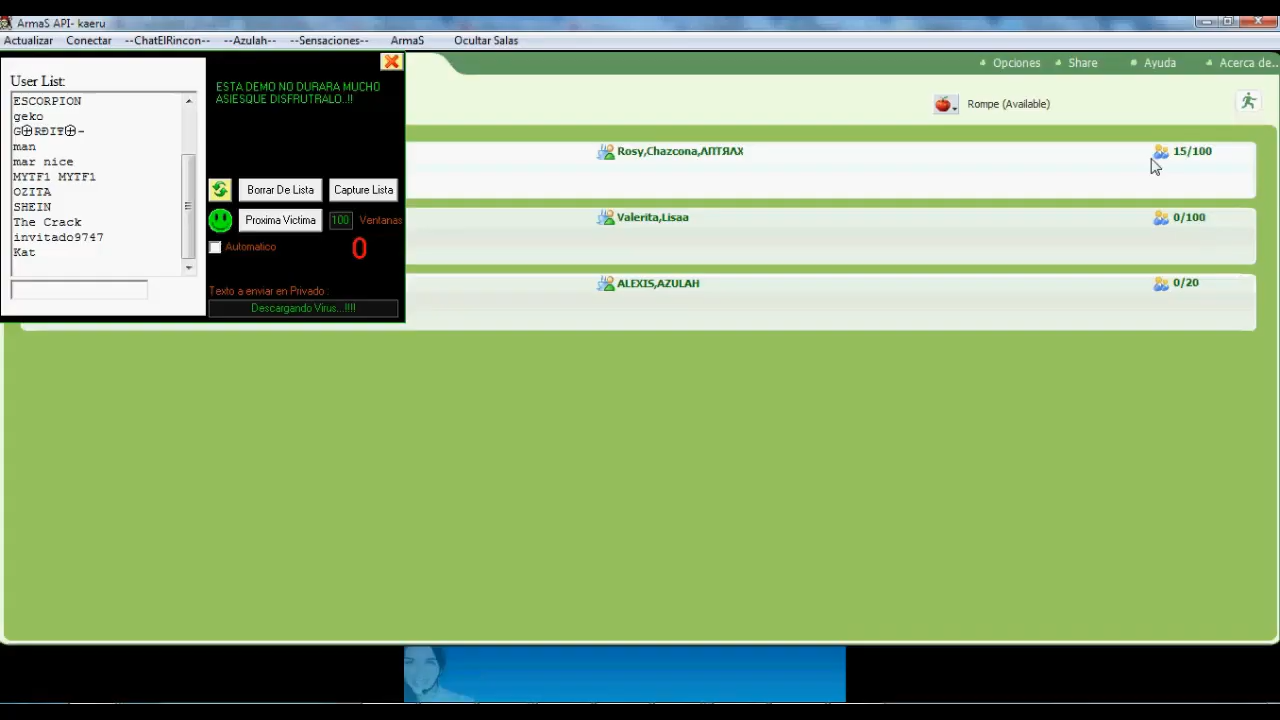 ArmaS API- kaeru
Actualizar Conectar --ChatElRincon-- --Azulah-- --Sensaciones-- ArmaS Ocultar Salas
Opciones Share Ayuda Acerca de..
Rompe (Available)
User List:
ESCORPION
geko
G⊕RÐIŦ⊕-
man
mar nice
MYTF1 MYTF1
OZITA
SHEIN
The Crack
invitado9747
Kat
ESTA DEMO NO DURARA MUCHO
ASIESQUE DISFRUTRALO..!!
Borrar De Lista Capture Lista
Proxima Victima 100 Ventanas
Automatico 0
Texto a enviar en Privado :
Descargando Virus...!!!!
Rosy,Chazcona,ΛПTЯΛX 15/100
Valerita,Lisaa 0/100
ALEXIS,AZULAH 0/20